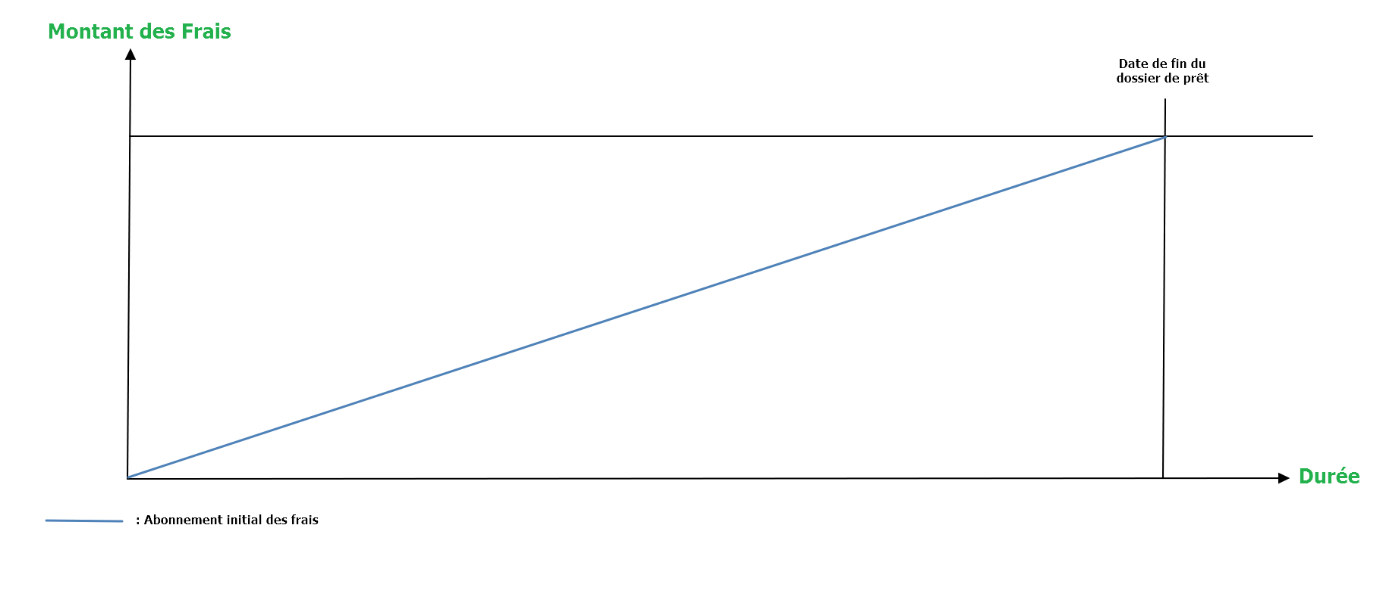 Montant des Frais
Date de fin du
dossier de prêt
Durée
: Abonnement initial des frais